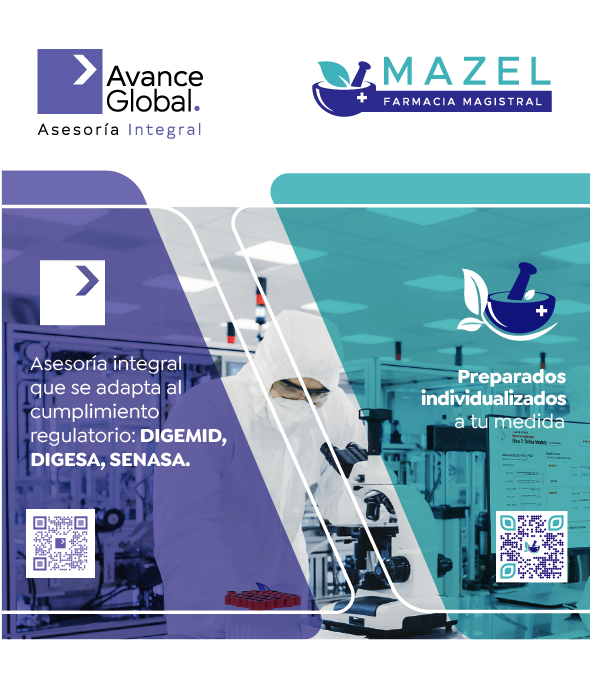 Avance
Global.
Asesoría Integral
MAZEL
FARMACIA MAGISTRAL
Asesoría integral
que se adapta al
cumplimiento
regulatorio: DIGEMID,
DIGESA, SENASA.
Preparados
individualizados
a tu medida